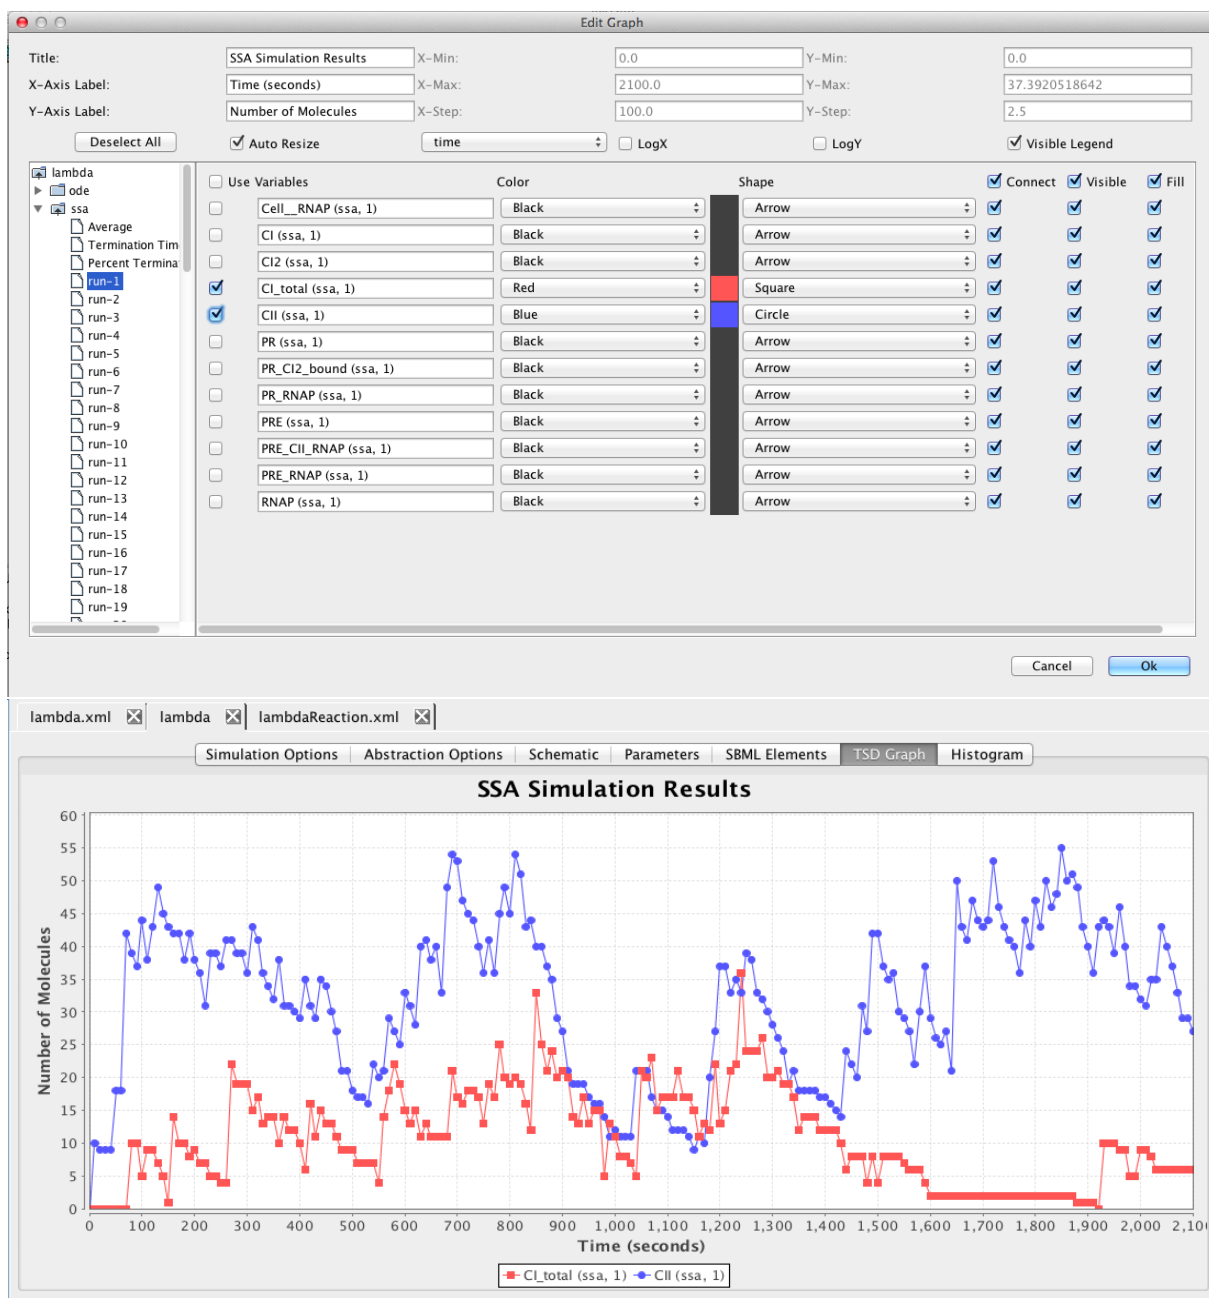 Edit Graph
Title: SSA Simulation Results X-Min: 0.0 Y-Min: 0.0
X-Axis Label: Time (seconds) X-Max: 2100.0 Y-Max: 37.3920518642
Y-Axis Label: Number of Molecules X-Step: 100.0 Y-Step: 2.5
Deselect All Auto Resize time LogX LogY Visible Legend
lambda
ode
ssa
Average
Termination Tim
Percent Termina
run-1
run-2
run-3
run-4
run-5
run-6
run-7
run-8
run-9
run-10
run-11
run-12
run-13
run-14
run-15
run-16
run-17
run-18
run-19
Use Variables Color Shape Connect Visible Fill
Cell__RNAP (ssa, 1) Black Arrow
CI (ssa, 1) Black Arrow
CI2 (ssa, 1) Black Arrow
CI_total (ssa, 1) Red Square
CII (ssa, 1) Blue Circle
PR (ssa, 1) Black Arrow
PR_CI2_bound (ssa, 1) Black Arrow
PR_RNAP (ssa, 1) Black Arrow
PRE (ssa, 1) Black Arrow
PRE_CII_RNAP (ssa, 1) Black Arrow
PRE_RNAP (ssa, 1) Black Arrow
RNAP (ssa, 1) Black Arrow
Cancel Ok
lambda.xml lambda lambdaReaction.xml
Simulation Options Abstraction Options Schematic Parameters SBML Elements TSD Graph Histogram
SSA Simulation Results
Number of Molecules
60
55
50
45
40
35
30
25
20
15
10
5
0
0 100 200 300 400 500 600 700 800 900 1,000 1,100 1,200 1,300 1,400 1,500 1,600 1,700 1,800 1,900 2,000 2,10
Time (seconds)
CI_total (ssa, 1) CII (ssa, 1)